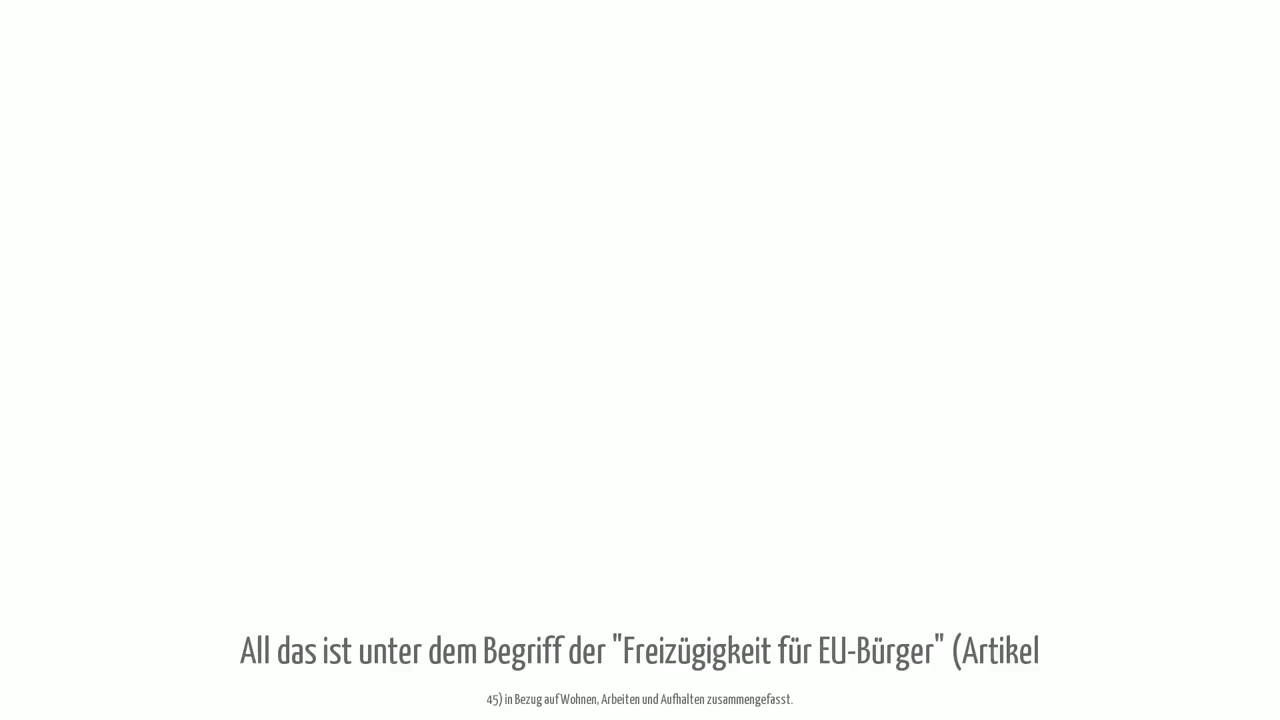 All das ist unter dem Begriff der "Freizügigkeit für EU-Bürger" (Artikel
45) in Bezug auf Wohnen, Arbeiten und Aufhalten zusammengefasst.